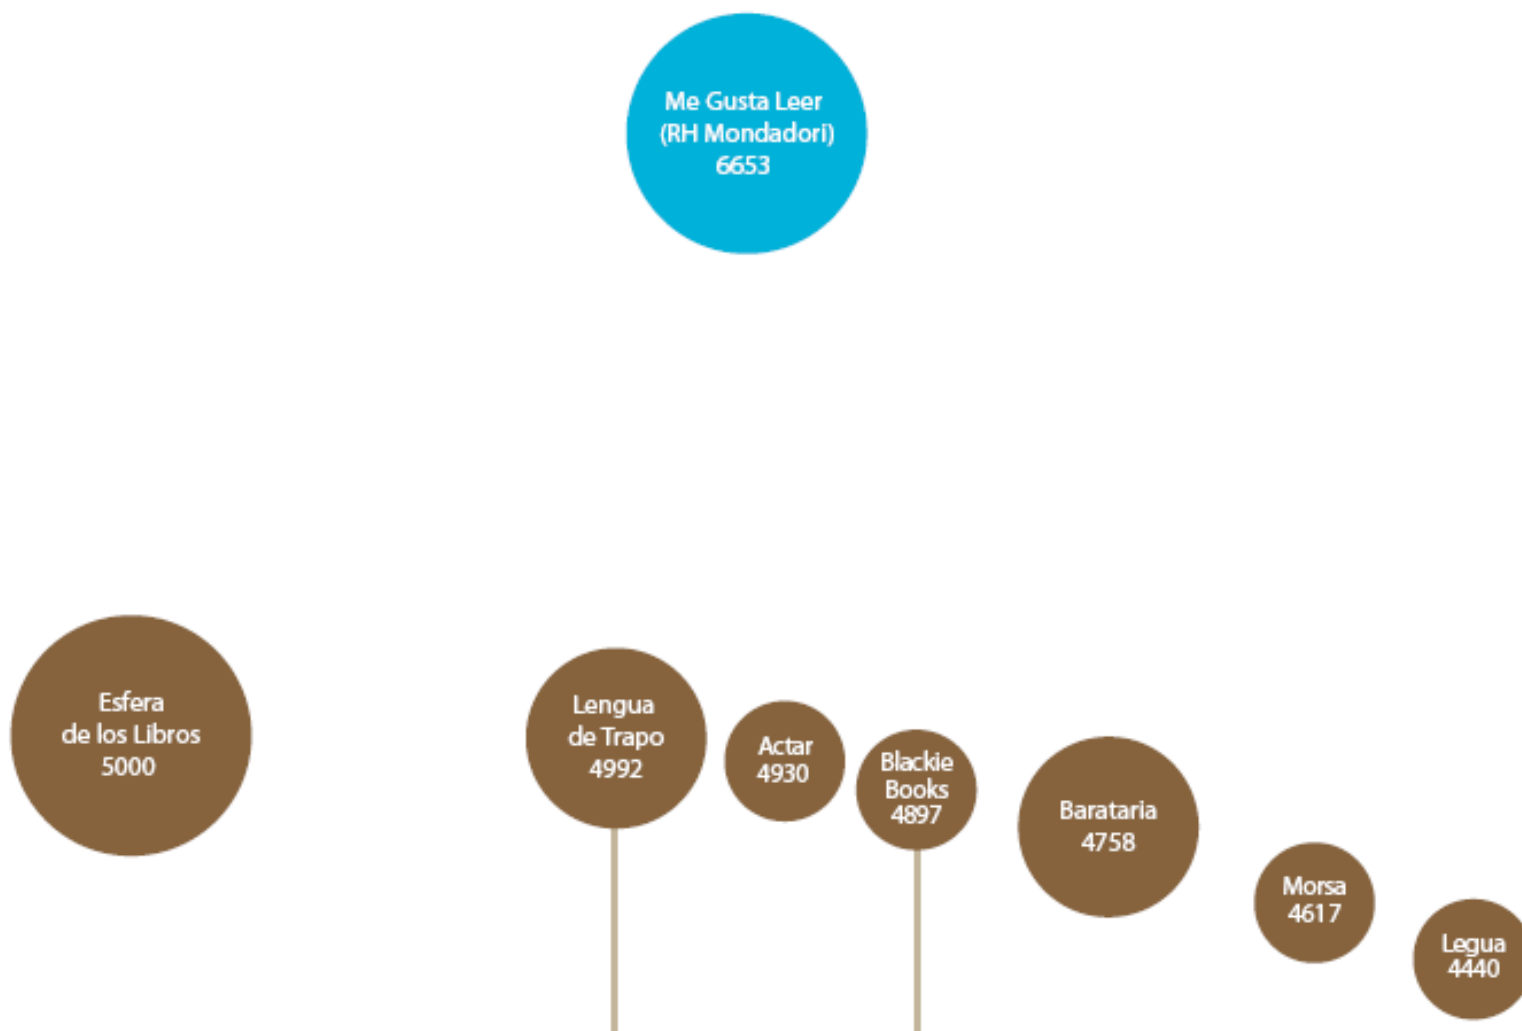 Me Gusta Leer
(RH Mondadori)
6653
Esfera
de los Libros
5000
Lengua
de Trapo
4992
Actar
4930
Blackie
Books
4897
Barataria
4758
Morsa
4617
Legua
4440